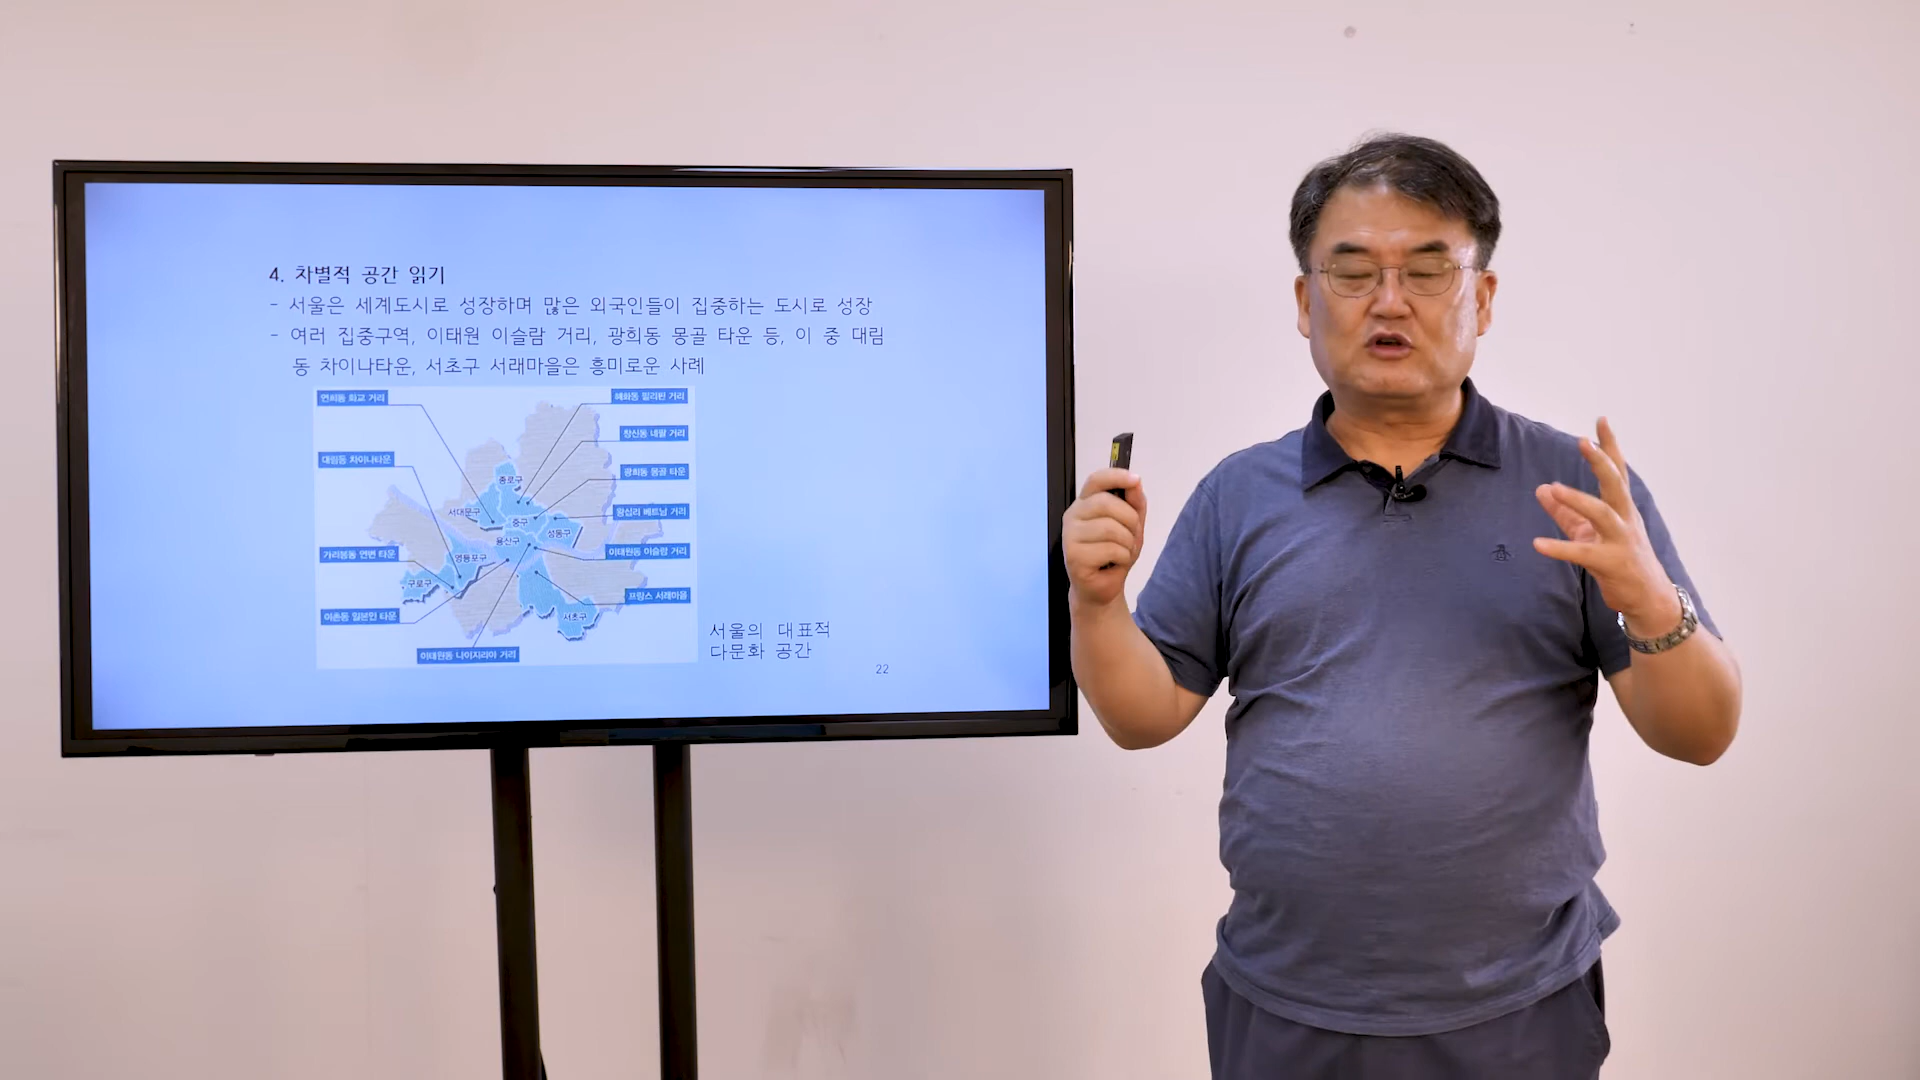 4. 차별적 공간 읽기
- 서울은 세계도시로 성장하며 많은 외국인들이 집중하는 도시로 성장
- 여러 집중구역, 이태원 이슬람 거리, 광희동 몽골 타운 등, 이 중 대림
동 차이나타운, 서초구 서래마을은 흥미로운 사례
연희동 화교 거리
혜화동 필리핀 거리
창신동 네팔 거리
대림동 차이나타운
광희동 몽골 타운
종로구
서대문구
왕십리 베트남 거리
중구
성동구
용산구
가리봉동 연변 타운
영등포구
이태원동 이슬람 거리
구로구
프랑스 서래마을
이촌동 일본인 타운
서초구
이태원동 나이지리아 거리
서울의 대표적
다문화 공간
22